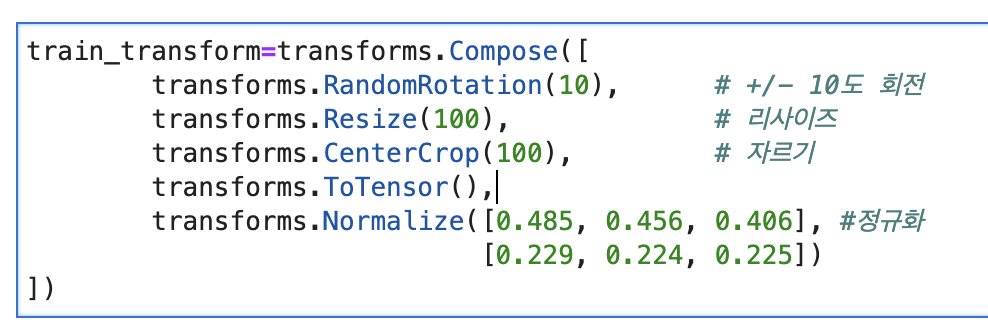 train_transform=transforms.Compose([
        transforms.RandomRotation(10),      # +/- 10도 회전
        transforms.Resize(100),             # 리사이즈
        transforms.CenterCrop(100),         # 자르기
        transforms.ToTensor(),
        transforms.Normalize([0.485, 0.456, 0.406], #정규화
                             [0.229, 0.224, 0.225])
])